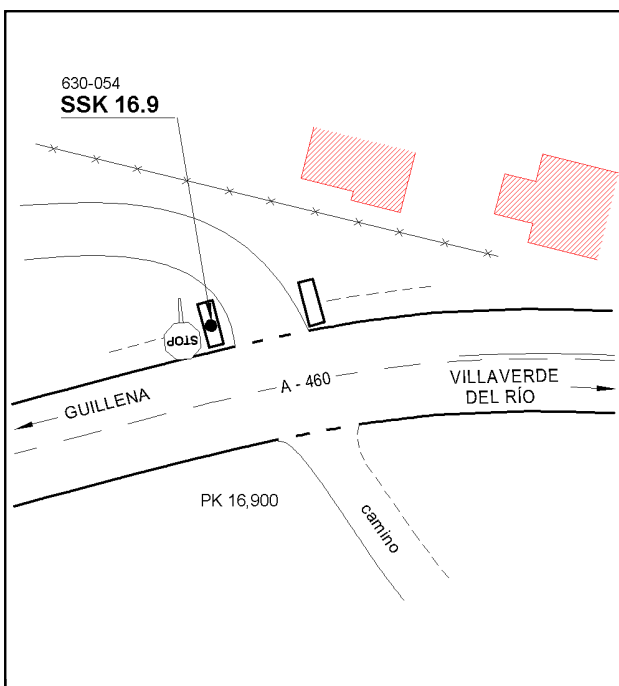 630-054
SSK 16.9
STOP
GUILLENA
A - 460
VILLAVERDE
DEL RÍO
PK 16,900
camino